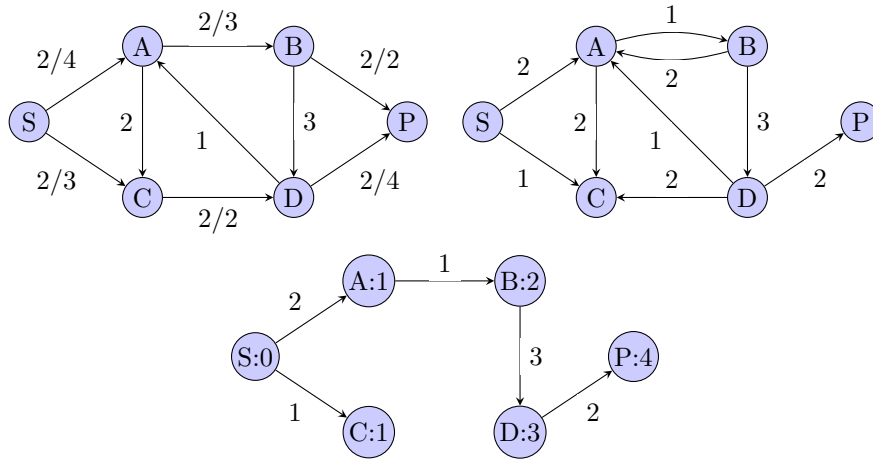 2/3
A B
2/4 2/2
S 2 1 3 P
2/3 2/4
C D
2/2
1
A B
2 2
S 2 1 3 P
1 2 2
C D
1
A:1 B:2
2
S:0 3 P:4
1 2
C:1 D:3